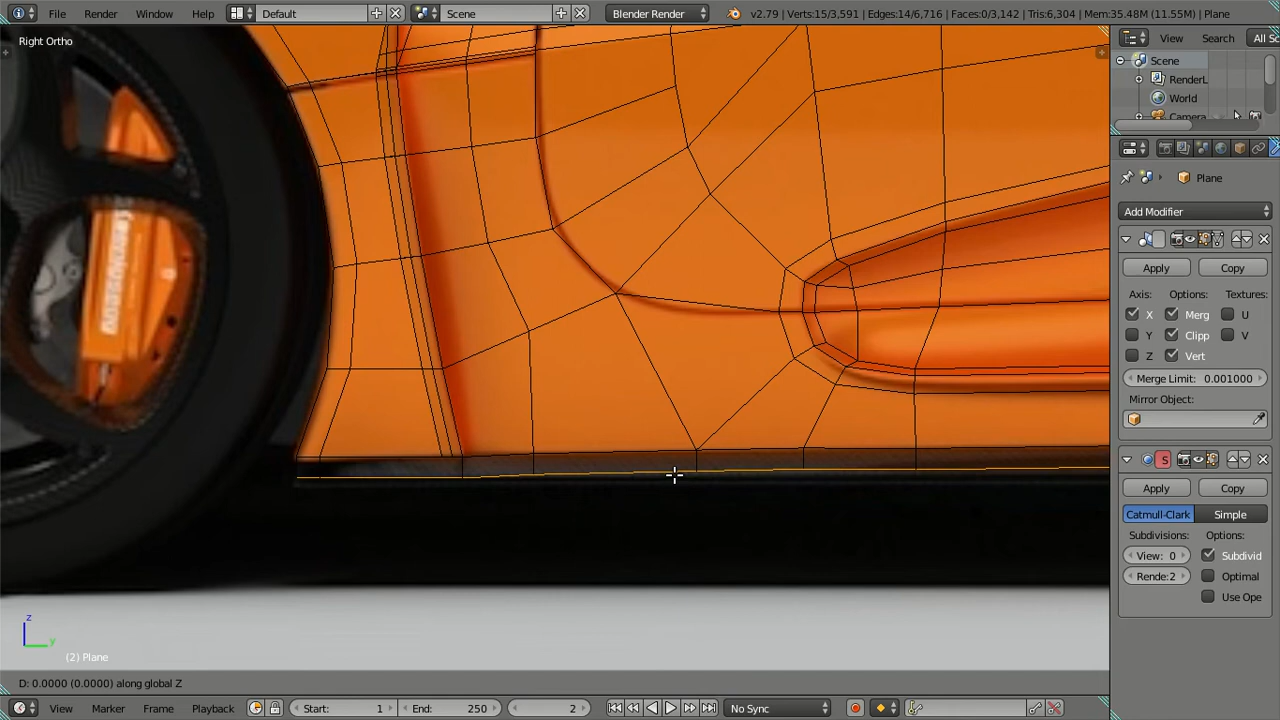 File Render Window Help Default Scene Blender Render v2.79 | Verts:15/3,591 | Edges:14/6,716 | Faces:0/3,142 | Tris:6,304 | Mem:35.48M (11.55M) | Plane
Right Ortho
View Search All Sc
Scene
RenderL
World
Camera
Plane
Add Modifier
Apply Copy
Axis: Options: Textures:
X Merg U
Y Clipp V
Z Vert
Merge Limit: 0.001000
Mirror Object:
S
Apply Copy
Catmull-Clark Simple
Subdivisions: Options:
View: 0 Subdivid
Rende:2 Optimal
Use Ope
z
y
(2) Plane
D: 0.0000 (0.0000) along global Z
View Marker Frame Playback Start: 1 End: 250 2 No Sync